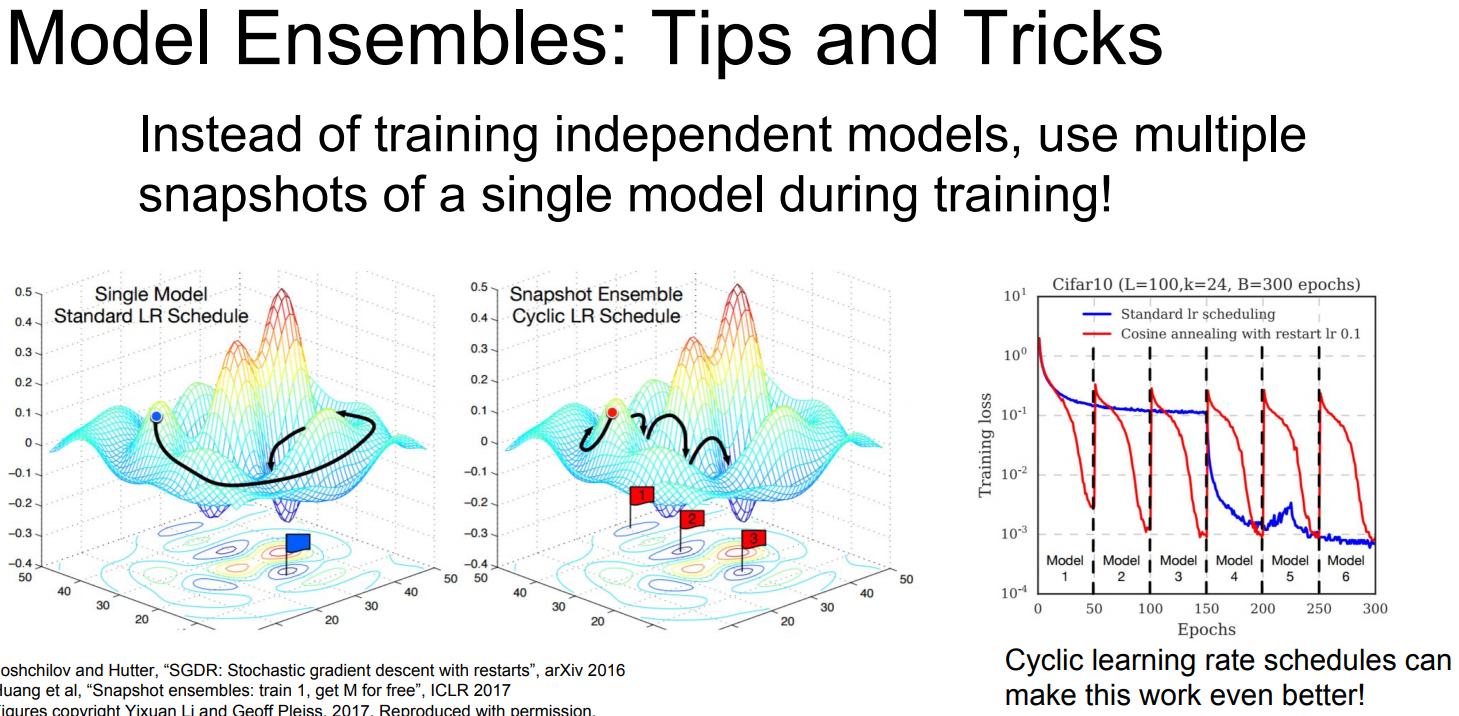 Model Ensembles: Tips and Tricks
Instead of training independent models, use multiple
snapshots of a single model during training!
Single Model
Standard LR Schedule
0.5
0.4
0.3
0.2
0.1
0
−0.1
−0.2
−0.3
−0.4
50
40
30
20
20
30
40
50
Snapshot Ensemble
Cyclic LR Schedule
0.5
0.4
0.3
0.2
0.1
0
−0.1
−0.2
−0.3
−0.4
50
40
30
20
20
30
40
50
1
2
3
Cifar10 (L=100,k=24, B=300 epochs)
Standard lr scheduling
Cosine annealing with restart lr 0.1
Training loss
10¹
10⁰
10⁻¹
10⁻²
10⁻³
10⁻⁴
Model 1
Model 2
Model 3
Model 4
Model 5
Model 6
0 50 100 150 200 250 300
Epochs
Cyclic learning rate schedules can
make this work even better!
oshchilov and Hutter, “SGDR: Stochastic gradient descent with restarts”, arXiv 2016
Huang et al, “Snapshot ensembles: train 1, get M for free”, ICLR 2017
Figures copyright Yixuan Li and Geoff Pleiss, 2017. Reproduced with permission.